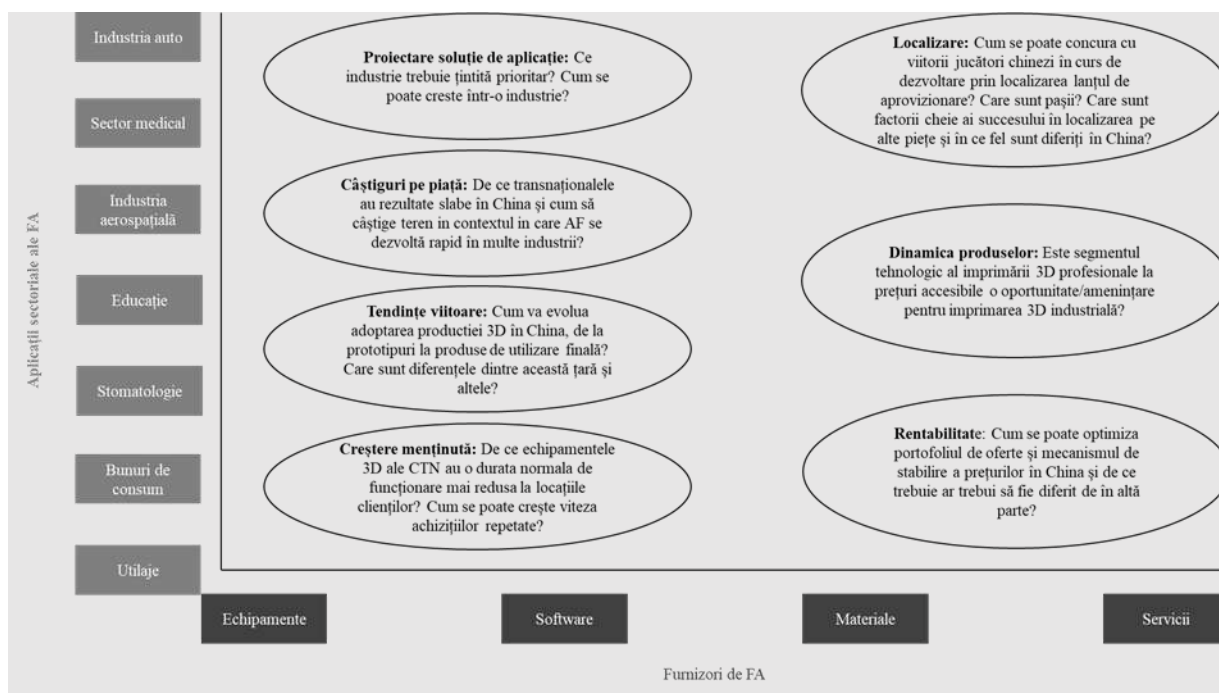 Aplicații sectoriale ale FA
Industria auto
Sector medical
Industria
aerospațială
Educație
Stomatologie
Bunuri de
consum
Utilaje
Proiectare soluție de aplicație: Ce
industrie trebuie țintită prioritar? Cum se
poate creste într-o industrie?
Câștiguri pe piață: De ce transnaționalele
au rezultate slabe în China și cum să
câștige teren in contextul in care AF se
dezvoltă rapid în multe industrii?
Tendințe viitoare: Cum va evolua
adoptarea productiei 3D în China, de la
prototipuri la produse de utilizare finală?
Care sunt diferențele dintre această țară și
altele?
Creștere menținută: De ce echipamentele
3D ale CTN au o durata normala de
funcționare mai redusa la locațiile
clienților? Cum se poate crește viteza
achizițiilor repetate?
Localizare: Cum se poate concura cu
viitorii jucători chinezi în curs de
dezvoltare prin localizarea lanțul de
aprovizionare? Care sunt pașii? Care sunt
factorii cheie ai succesului în localizarea pe
alte piețe și in ce fel sunt diferiți în China?
Dinamica produselor: Este segmentul
tehnologic al imprimării 3D profesionale la
prețuri accesibile o oportunitate/amenințare
pentru imprimarea 3D industrială?
Rentabilitate: Cum se poate optimiza
portofoliul de oferte și mecanismul de
stabilire a prețurilor în China și de ce
trebuie ar trebui să fie diferit de în altă
parte?
Echipamente
Software
Materiale
Servicii
Furnizori de FA